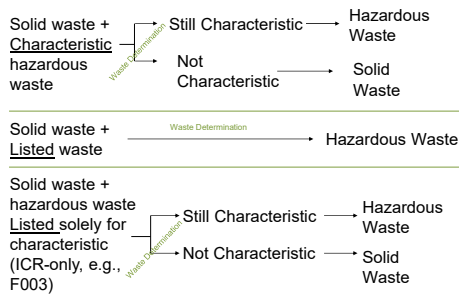 Solid waste +
Characteristic
hazardous
waste
Waste Determination
Still Characteristic
Hazardous
Waste
Not
Characteristic
Solid
Waste
Solid waste +
Listed waste
Waste Determination
Hazardous Waste
Solid waste +
hazardous waste
Listed solely for
characteristic
(ICR-only, e.g.,
F003)
Waste Determination
Still Characteristic
Hazardous
Waste
Not Characteristic
Solid
Waste